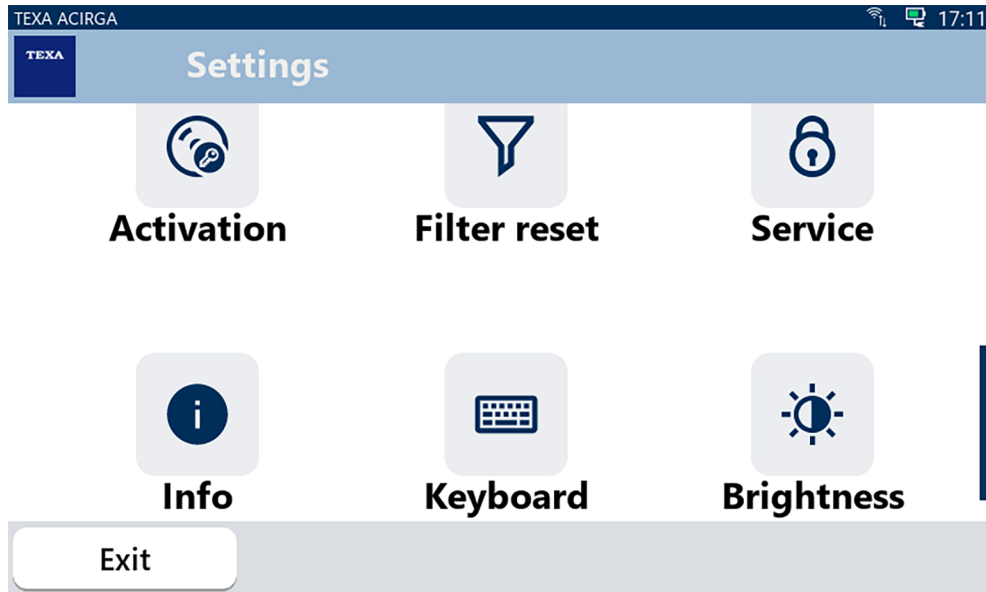 TEXA ACIRGA 17:11
TEXA Settings
Activation Filter reset Service
Info Keyboard Brightness
Exit